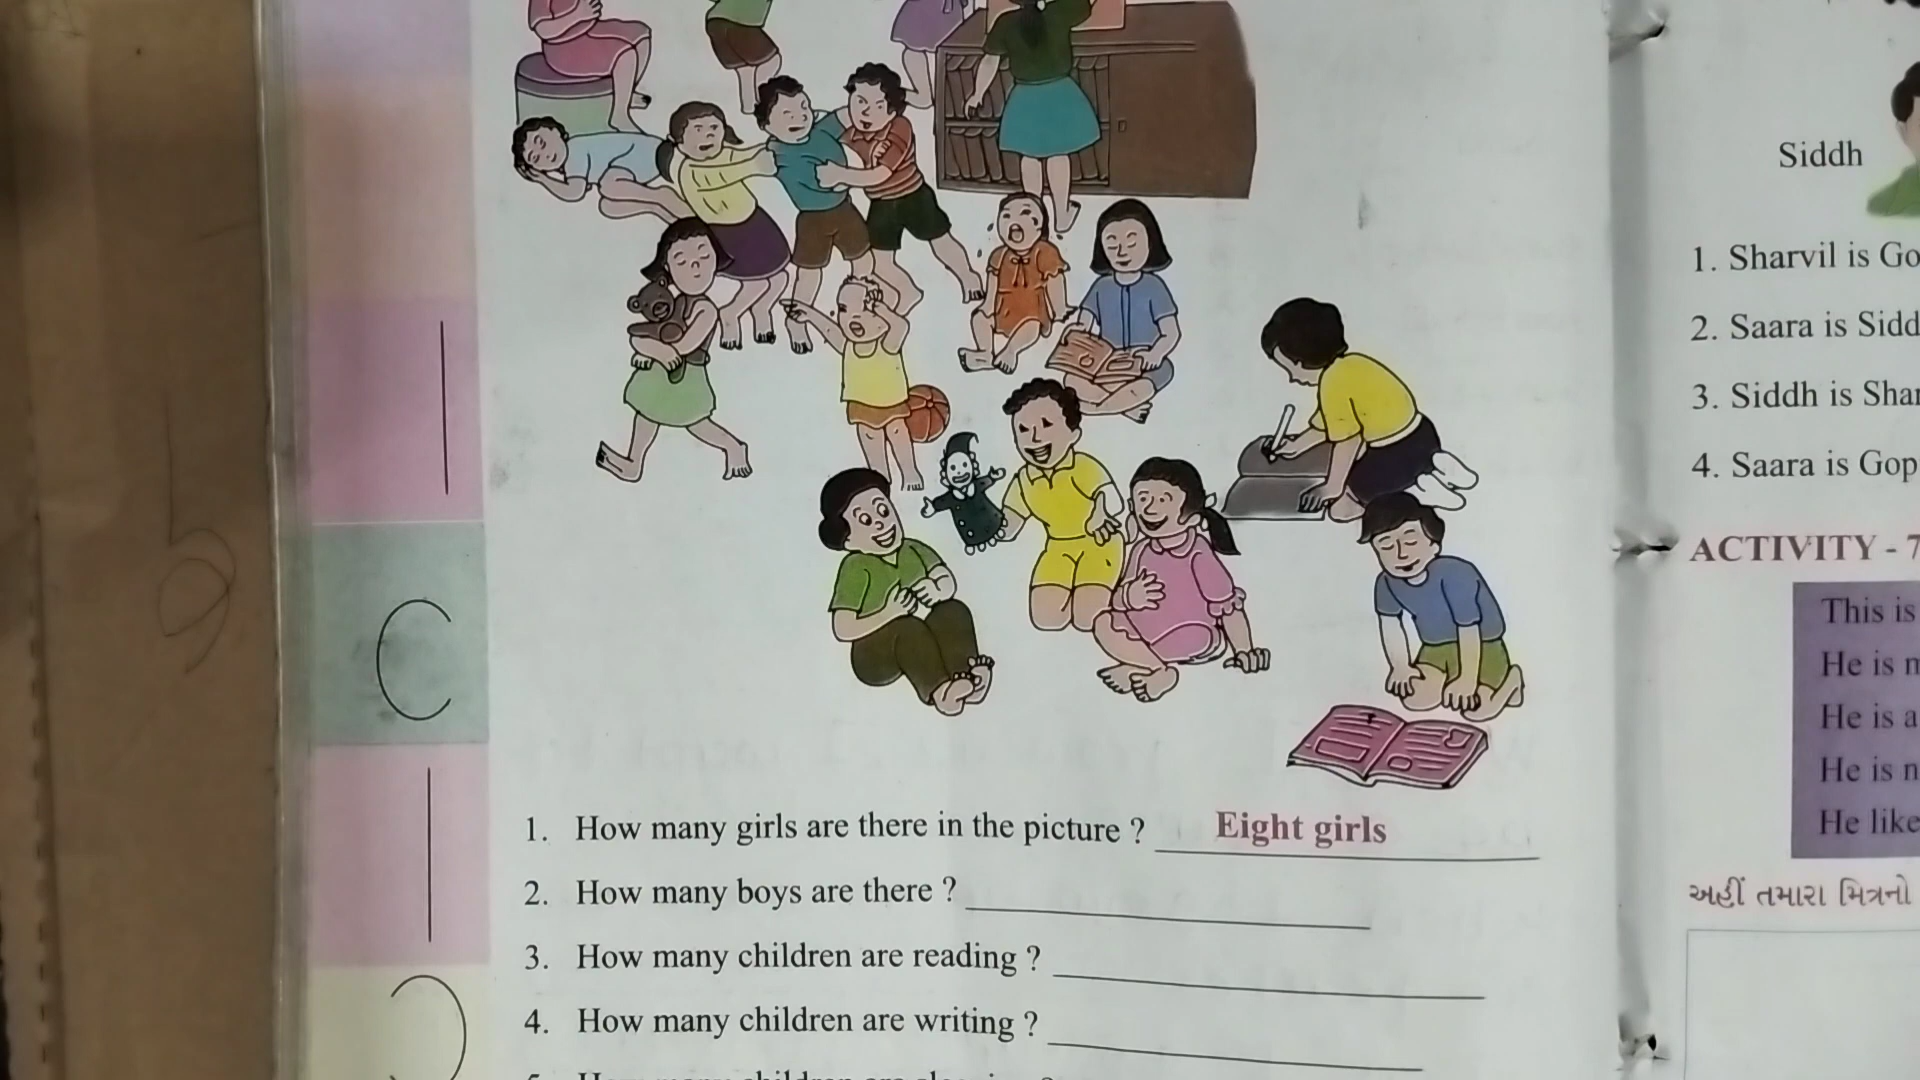 1. How many girls are there in the picture ? Eight girls
2. How many boys are there ?
3. How many children are reading ?
4. How many children are writing ?
Siddh
1. Sharvil is Go
2. Saara is Sidd
3. Siddh is Shar
4. Saara is Gop
ACTIVITY - 7
This is
He is m
He is a
He is n
He like
અહીં તમારા મિત્રનો